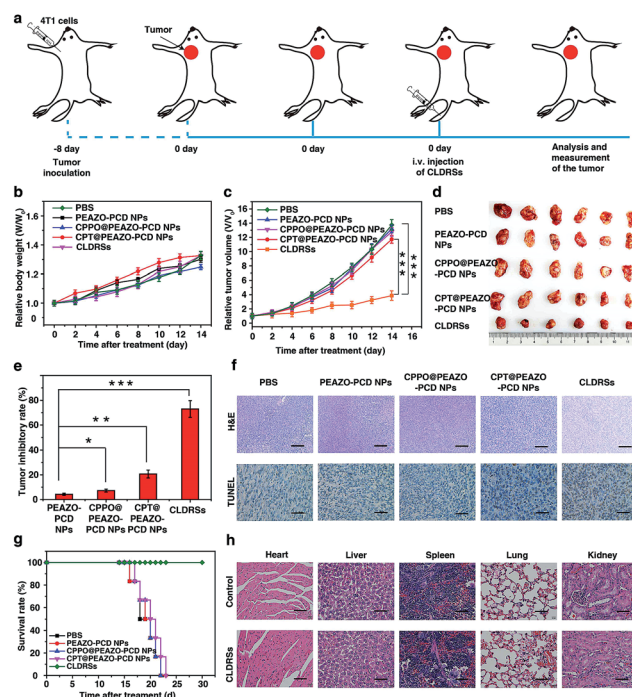 a
4T1 cells
Tumor
-8 day
Tumor
inoculation
0 day
0 day
0 day
i.v. injection
of CLDRSs
Analysis and
measurement
of the tumor
b
Relative body weight (W/W0)
1.6
1.4
1.2
1.0
PBS
PEAZO-PCD NPs
CPPO@PEAZO-PCD NPs
CPT@PEAZO-PCD NPs
CLDRSs
0 2 4 6 8 10 12 14
Time after treatment (day)
c
Relative tumor volume (V/V0)
20
16
12
8
4
0
PBS
PEAZO-PCD NPs
CPPO@PEAZO-PCD NPs
CPT@PEAZO-PCD NPs
CLDRSs
***
***
0 2 4 6 8 10 12 14 16
Time after treatment (day)
d
PBS
PEAZO-PCD
NPs
CPPO@PEAZO
-PCD NPs
CPT@PEAZO
-PCD NPs
CLDRSs
e
Tumor inhibitory rate (%)
100
80
60
40
20
0
***
**
*
PEAZO-
PCD
NPs
CPPO@
PEAZO-
PCD NPs
CPT@
PEAZO-
PCD NPs
CLDRSs
f
PBS
PEAZO-PCD NPs
CPPO@PEAZO
-PCD NPs
CPT@PEAZO
-PCD NPs
CLDRSs
H&E
TUNEL
g
Survival rate (%)
100
80
60
40
20
0
PBS
PEAZO-PCD NPs
CPPO@PEAZO-PCD NPs
CPT@PEAZO-PCD NPs
CLDRSs
0 5 10 15 20 25 30
Time after treatment (d)
h
Heart Liver Spleen Lung Kidney
Control
CLDRSs